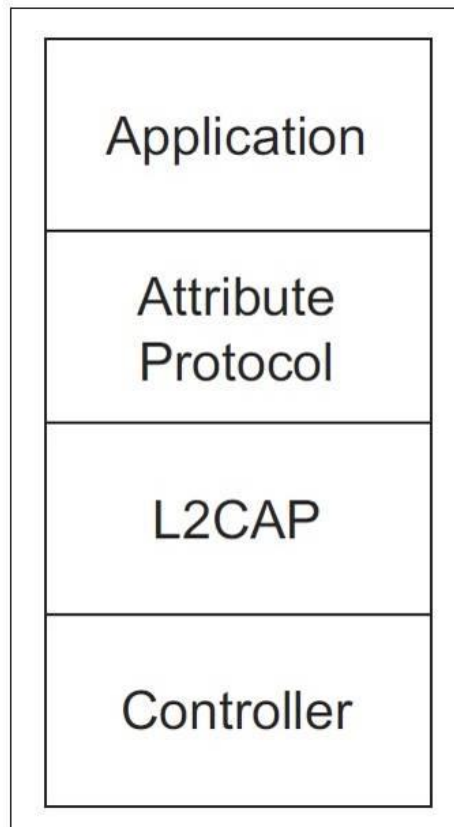 Application
Attribute
Protocol
L2CAP
Controller